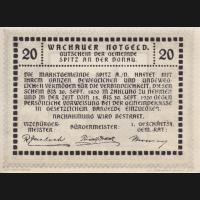 WACHAUER NOTGELD.
20 GUTSCHEIN DER GEMEINDE 20
SPITZ AN DER DONAU.
DIE MARKTGEMEINDE SPITZ A/D. HAFTET MIT
IHREM GANZEN BEWEGLICHEN UND UNBEWEG-
LICHEN VERMÖGEN FÜR DIE VERBINDLICHKEIT, DIESEN
SCHEIN BIS 30. SEPT. 1920 IN ZAHLUNG ZU NEHMEN
UND IN DER ZEIT VOM 15. BIS 30. SEPT. 1920 GEGEN
PERSÖNLICHE VORWEISUNG BEI DER GEMEINDEKASSE
IN GESETZLICHEM BARGELDE EINZULÖSEN.
NACHAHMUNG WIRD BESTRAFT.
VIZEBÜRGER-
MEISTER
BÜRGERMEISTER:
1. GESCHÄFTS.
GEM. RAT: